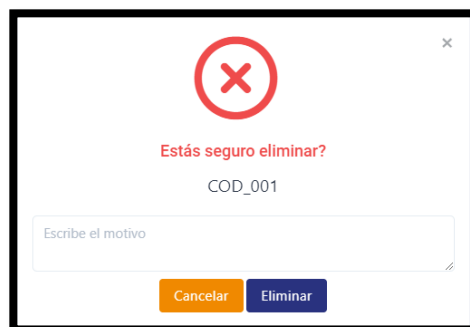 ×
Estás seguro eliminar?
COD_001
Escribe el motivo
Cancelar Eliminar